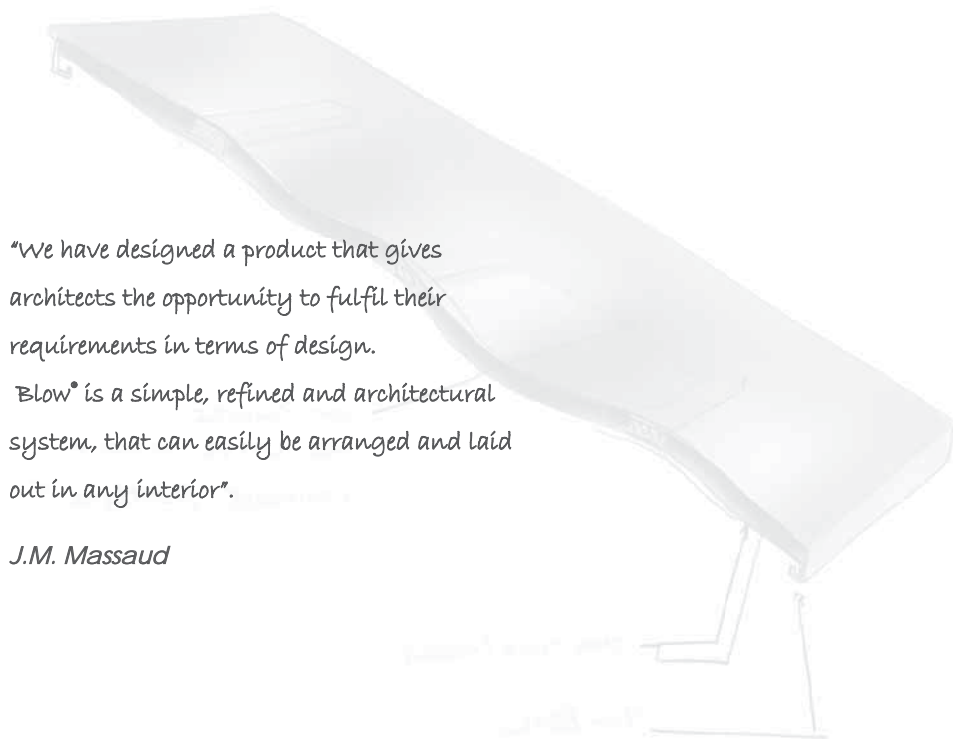 “We have designed a product that gives
architects the opportunity to fulfil their
requirements in terms of design.
Blow® is a simple, refined and architectural
system, that can easily be arranged and laid
out in any interior”.
J.M. Massaud